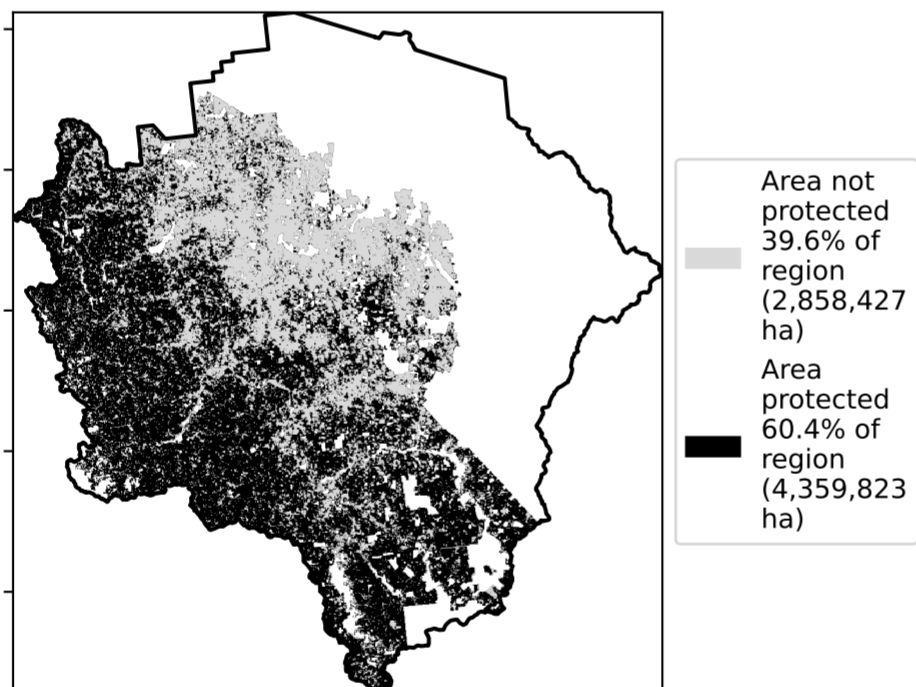 Area not
protected
39.6% of
region
(2,858,427
ha)
Area
protected
60.4% of
region
(4,359,823
ha)